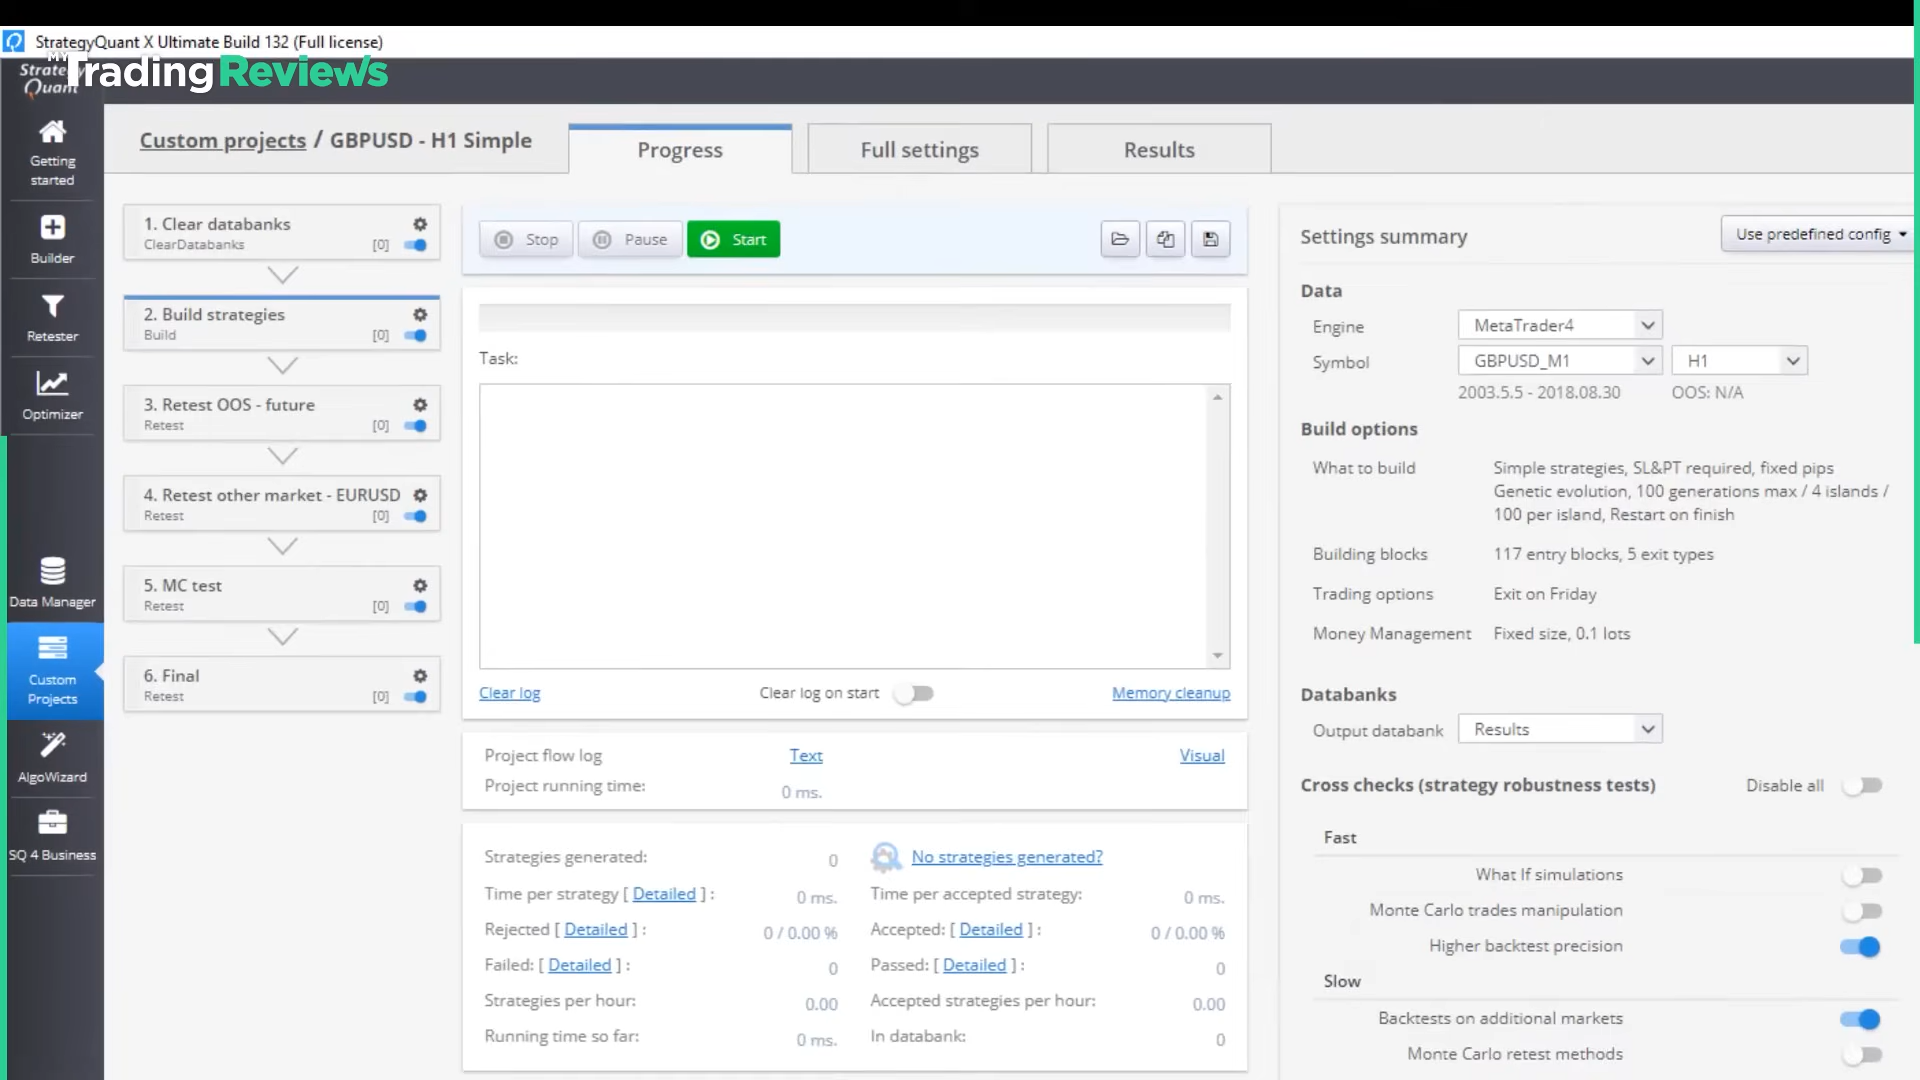 StrategyQuant X Ultimate Build 132 (Full license)
MY
Trading Reviews
Strategy
Quant
Getting
started
Builder
Retester
Optimizer
Data Manager
Custom
Projects
AlgoWizard
SQ 4 Business
Custom projects / GBPUSD - H1 Simple
Progress
Full settings
Results
1. Clear databanks
ClearDatabanks [0]
2. Build strategies
Build [0]
3. Retest OOS - future
Retest [0]
4. Retest other market - EURUSD
Retest [0]
5. MC test
Retest [0]
6. Final
Retest [0]
Stop
Pause
Start
Task:
Clear log
Clear log on start
Memory cleanup
Project flow log Text Visual
Project running time: 0 ms.
Strategies generated: 0 No strategies generated?
Time per strategy [ Detailed ] : 0 ms. Time per accepted strategy: 0 ms.
Rejected [ Detailed ] : 0 / 0.00 % Accepted: [ Detailed ] : 0 / 0.00 %
Failed: [ Detailed ] : 0 Passed: [ Detailed ] : 0
Strategies per hour: 0.00 Accepted strategies per hour: 0.00
Running time so far: 0 ms. In databank: 0
Settings summary
Use predefined config
Data
Engine MetaTrader4
Symbol GBPUSD_M1 H1
2003.5.5 - 2018.08.30 OOS: N/A
Build options
What to build Simple strategies, SL&PT required, fixed pips
Genetic evolution, 100 generations max / 4 islands /
100 per island, Restart on finish
Building blocks 117 entry blocks, 5 exit types
Trading options Exit on Friday
Money Management Fixed size, 0.1 lots
Databanks
Output databank Results
Cross checks (strategy robustness tests) Disable all
Fast
What If simulations
Monte Carlo trades manipulation
Higher backtest precision
Slow
Backtests on additional markets
Monte Carlo retest methods